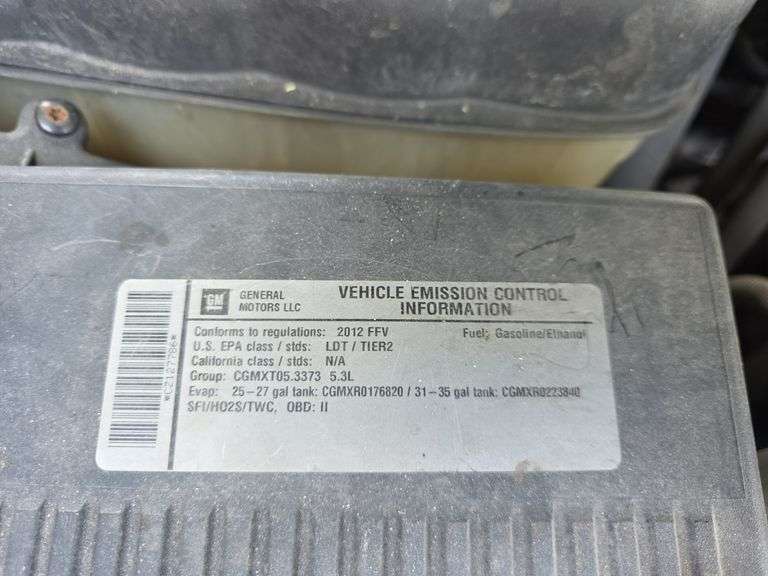 GM
GENERAL
MOTORS LLC
VEHICLE EMISSION CONTROL
INFORMATION
Conforms to regulations: 2012 FFV
Fuel: Gasoline/Ethanol
U.S. EPA class / stds: LDT / TIER2
California class / stds: N/A
Group: CGMXT05.3373 5.3L
Evap: 25-27 gal tank: CGMXR0176820 / 31-35 gal tank: CGMXR0223840
SFI/HO2S/TWC, OBD: II
*CZ127786*